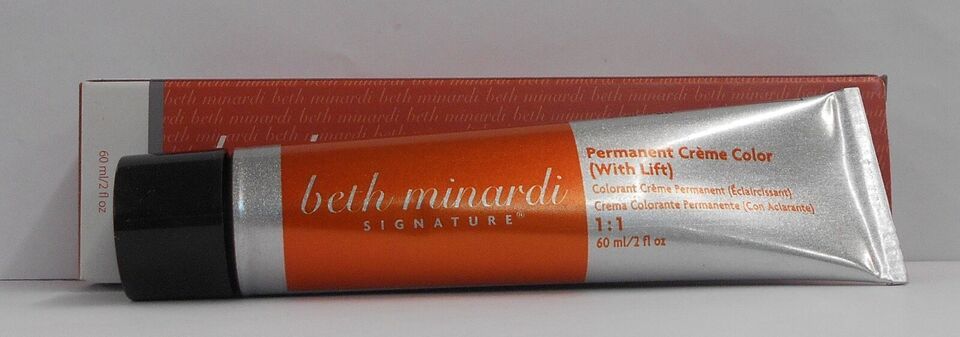 beth minardi beth minardi beth minardi beth minardi beth minardi beth minardi
60 ml/2 fl oz
beth minardi
SIGNATURE®
Permanent Crème Color
(With Lift)
Colorant Crème Permanent (Éclaircissant)
Crema Colorante Permanente (Con Aclarante)
1:1
60 ml/2 fl oz